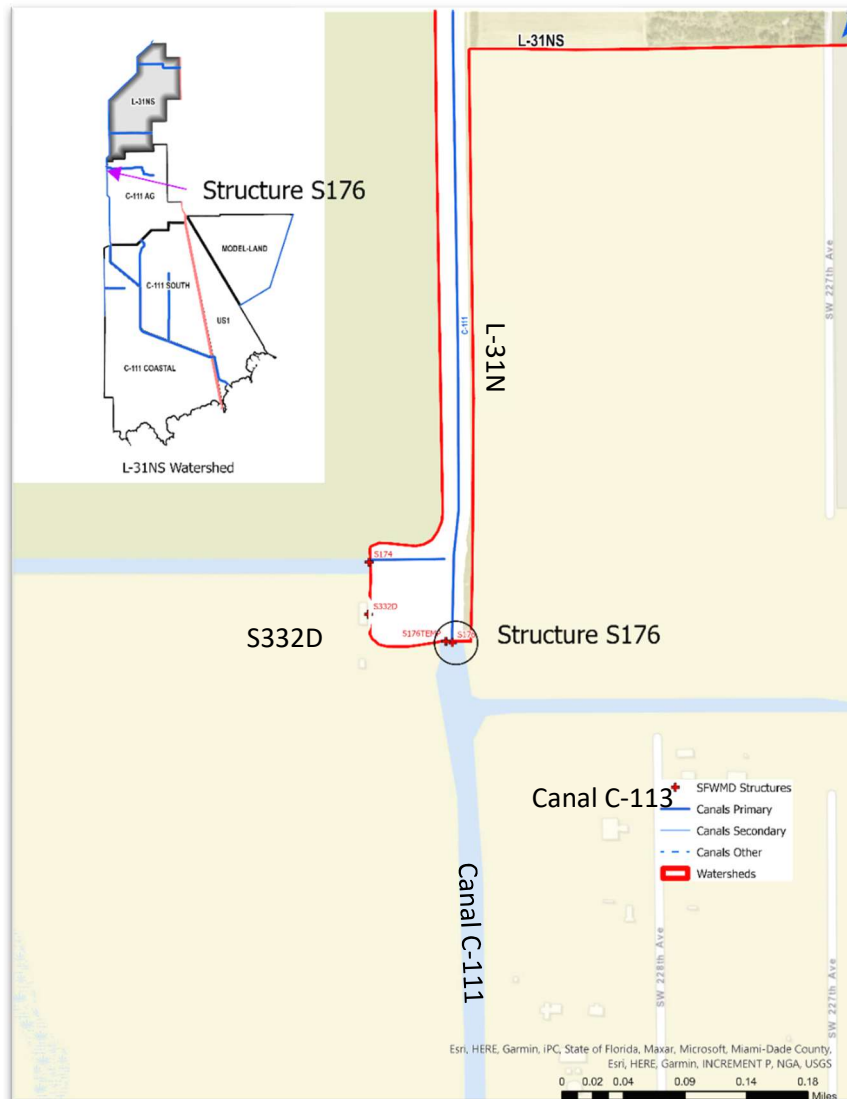 L-31NS
L-31NS
Structure S176
C-111 AG
MODEL-LAND
C-111 SOUTH
US1
C-111 COASTAL
L-31NS Watershed
SW 227th Ave
C-111
L-31N
S174
S332D
S332D
S176TEMP
Structure S176
Canal C-113
SFWMD Structures
Canals Primary
Canals Secondary
Canals Other
Watersheds
Canal C-111
SW 228th Ave
SW 227th Ave
Esri, HERE, Garmin, iPC, State of Florida, Maxar, Microsoft, Miami-Dade County,
Esri, HERE, Garmin, INCREMENT P, NGA, USGS
0 0.02 0.04 0.09 0.14 0.18
Miles